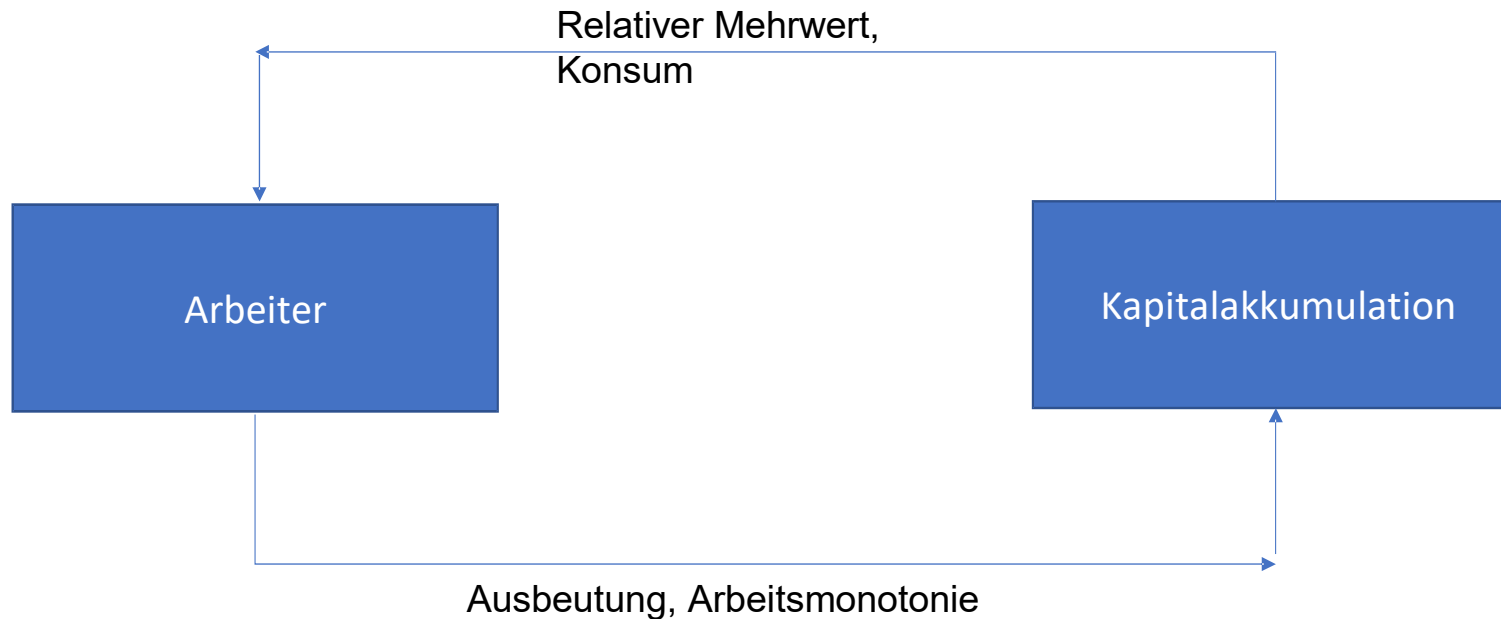 Relativer Mehrwert,
Konsum
Arbeiter
Kapitalakkumulation
Ausbeutung, Arbeitsmonotonie